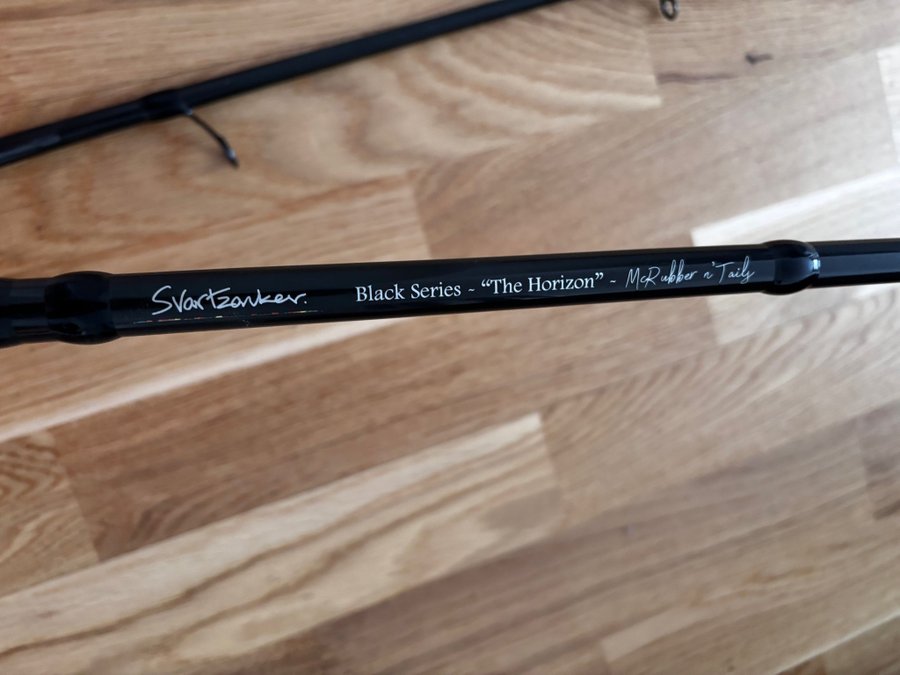 Svartzonker. Black Series ~ “The Horizon” ~ McRubber n' Tails